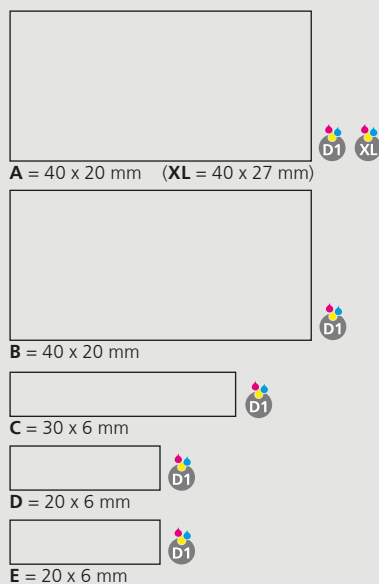 D1 XL
A = 40 x 20 mm (XL = 40 x 27 mm)
D1
B = 40 x 20 mm
D1
C = 30 x 6 mm
D1
D = 20 x 6 mm
D1
E = 20 x 6 mm